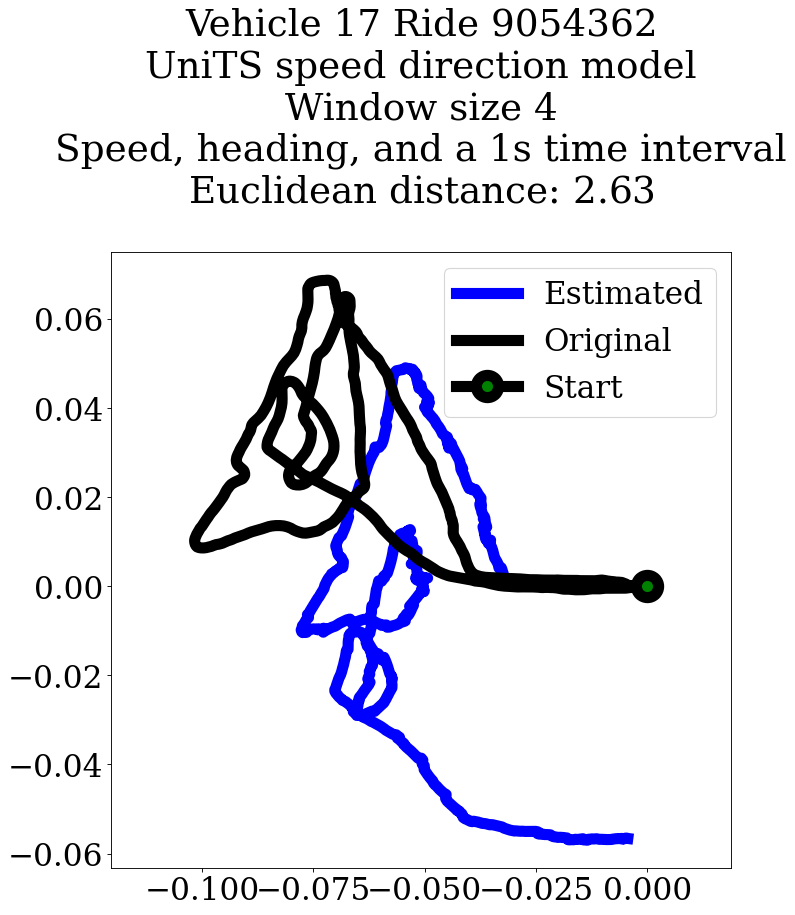 Vehicle 17 Ride 9054362
UniTS speed direction model
Window size 4
Speed, heading, and a 1s time interval
Euclidean distance: 2.63
Estimated
Original
Start
0.06
0.04
0.02
0.00
−0.02
−0.04
−0.06
−0.100 −0.075 −0.050 −0.025 0.000